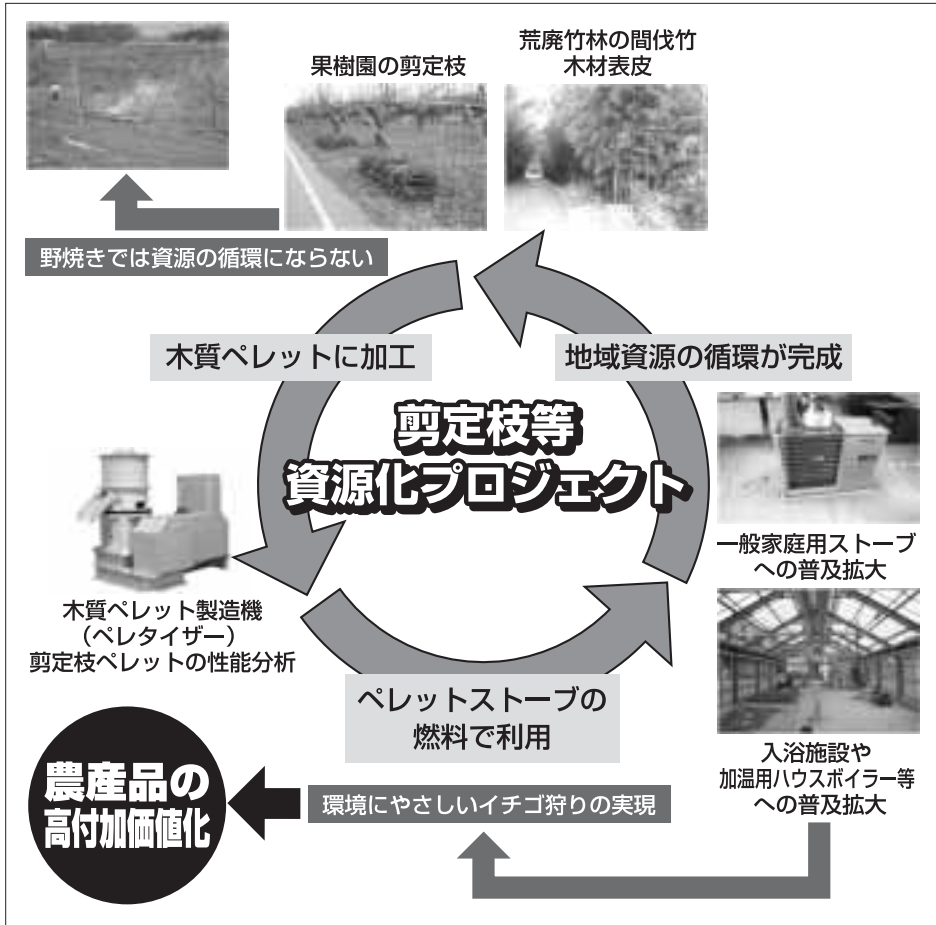 果樹園の剪定枝
荒廃竹林の間伐竹
木材表皮
野焼きでは資源の循環にならない
木質ペレットに加工
地域資源の循環が完成
剪定枝等
資源化プロジェクト
一般家庭用ストーブ
への普及拡大
木質ペレット製造機
（ペレタイザー）
剪定枝ペレットの性能分析
ペレットストーブの
燃料で利用
入浴施設や
加温用ハウスボイラー等
への普及拡大
農産品の
高付加価値化
環境にやさしいイチゴ狩りの実現